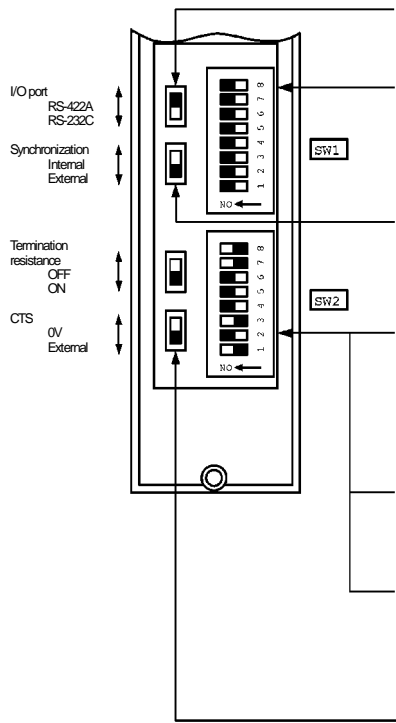 I/O port
RS-422A
RS-232C
Synchronization
Internal
External
Termination
resistance
OFF
ON
CTS
0V
External
8
7
6
5
4
3
2
1
NO
SW1
8
7
6
5
4
3
2
1
NO
SW2